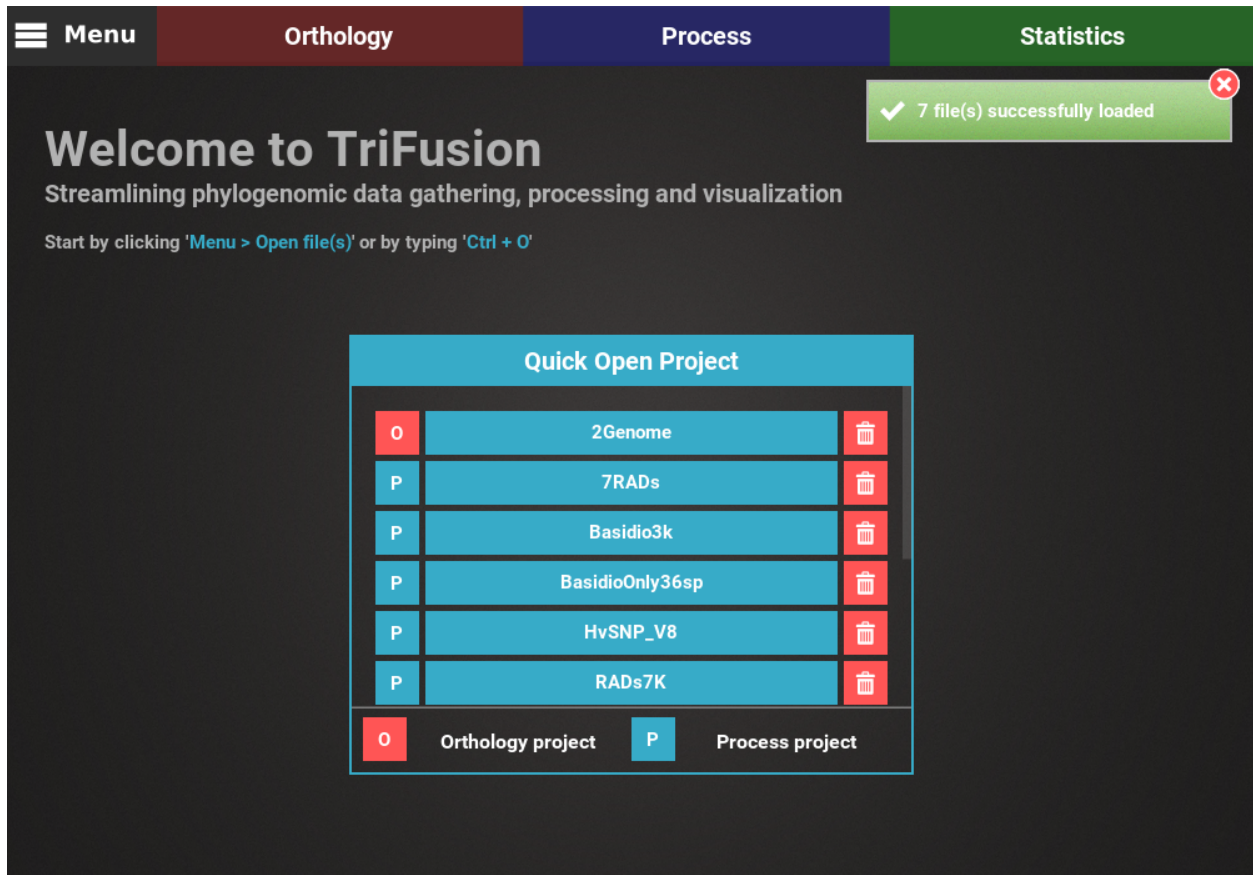 Menu
Orthology
Process
Statistics
7 file(s) successfully loaded
Welcome to TriFusion
Streamlining phylogenomic data gathering, processing and visualization
Start by clicking 'Menu > Open file(s)' or by typing 'Ctrl + O'
Quick Open Project
O 2Genome
P 7RADs
P Basidio3k
P BasidioOnly36sp
P HvSNP_V8
P RADs7K
O Orthology project P Process project